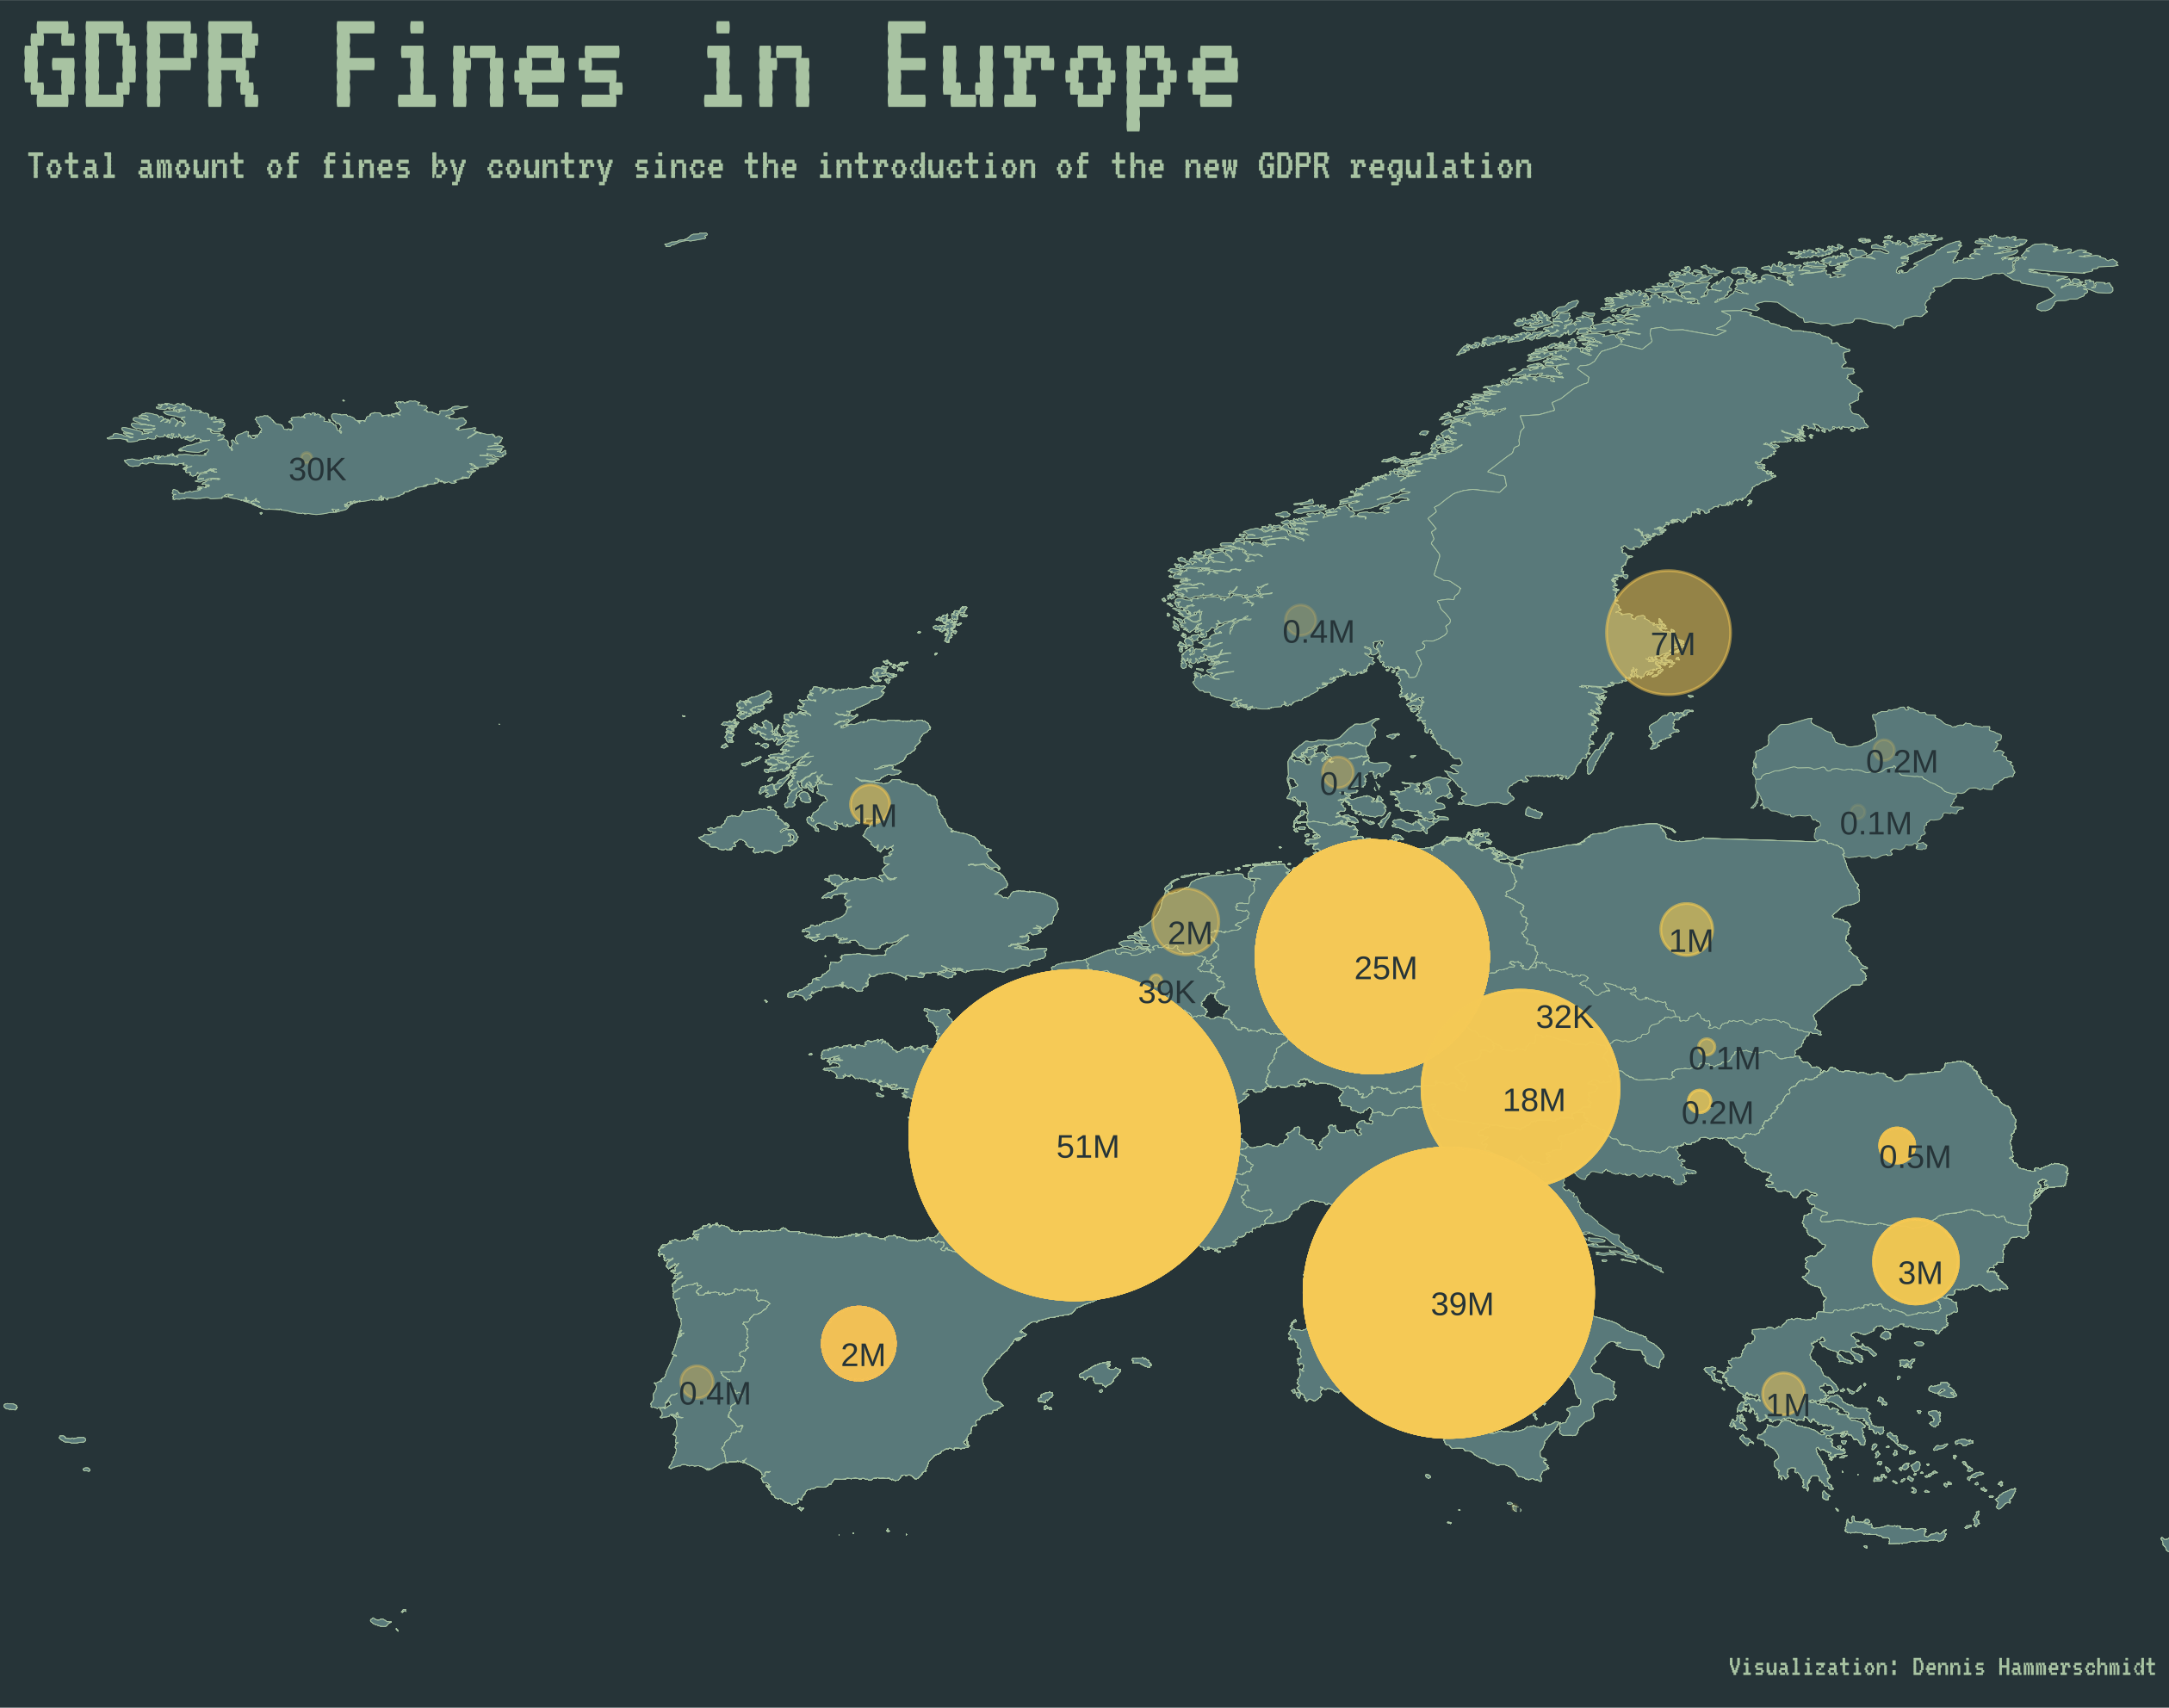 GDPR Fines in Europe
Total amount of fines by country since the introduction of the new GDPR regulation
30K
0.4M
7M
0.2M
0.4
1M
0.1M
2M
1M
25M
39K
32K
0.1M
18M
0.2M
51M
0.5M
3M
39M
2M
0.4M
1M
Visualization: Dennis Hammerschmidt